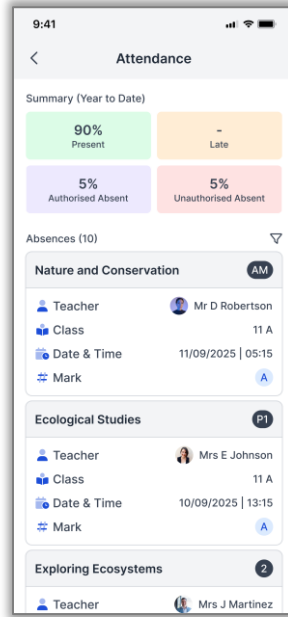 9:41
Attendance
Summary (Year to Date)
90%
Present
-
Late
5%
Authorised Absent
5%
Unauthorised Absent
Absences (10)
Nature and Conservation AM
Teacher Mr D Robertson
Class 11 A
Date & Time 11/09/2025 | 05:15
Mark A
Ecological Studies P1
Teacher Mrs E Johnson
Class 11 A
Date & Time 10/09/2025 | 13:15
Mark A
Exploring Ecosystems 2
Teacher Mrs J Martinez